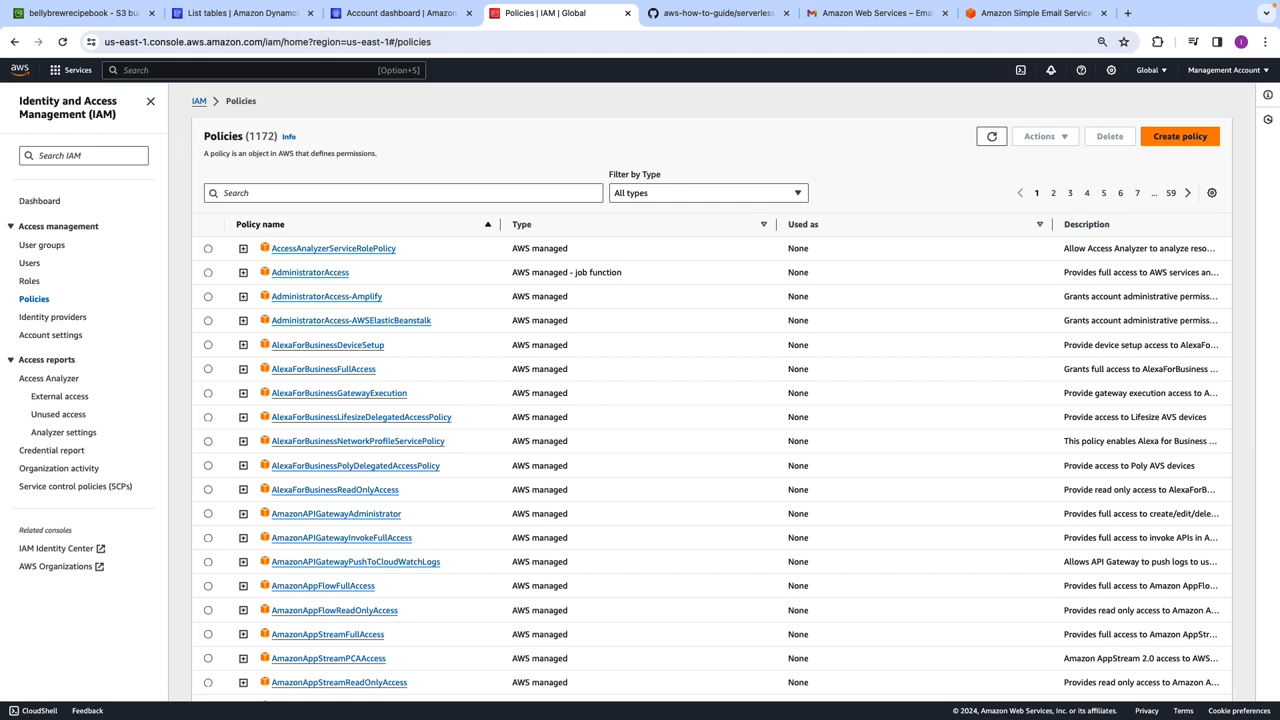 bellybrewrecipebook - S3 bu
List tables | Amazon Dynamo
Account dashboard | Amazon
Policies | IAM | Global
aws-how-to-guide/serverless
Amazon Web Services – Emai
Amazon Simple Email Service
us-east-1.console.aws.amazon.com/iam/home?region=us-east-1#/policies
aws
Services
Search
[Option+S]
Global
Management Account
Identity and Access Management (IAM)
Search IAM
Dashboard
Access management
User groups
Users
Roles
Policies
Identity providers
Account settings
Access reports
Access Analyzer
External access
Unused access
Analyzer settings
Credential report
Organization activity
Service control policies (SCPs)
Related consoles
IAM Identity Center
AWS Organizations
IAM > Policies
Policies (1172) Info
A policy is an object in AWS that defines permissions.
Actions
Delete
Create policy
Filter by Type
Search
All types
1 2 3 4 5 6 7 ... 59
Policy name Type Used as Description
AccessAnalyzerServiceRolePolicy AWS managed None Allow Access Analyzer to analyze reso...
AdministratorAccess AWS managed - job function None Provides full access to AWS services an...
AdministratorAccess-Amplify AWS managed None Grants account administrative permiss...
AdministratorAccess-AWSElasticBeanstalk AWS managed None Grants account administrative permiss...
AlexaForBusinessDeviceSetup AWS managed None Provide device setup access to AlexaFo...
AlexaForBusinessFullAccess AWS managed None Grants full access to AlexaForBusiness ...
AlexaForBusinessGatewayExecution AWS managed None Provide gateway execution access to A...
AlexaForBusinessLifesizeDelegatedAccessPolicy AWS managed None Provide access to Lifesize AVS devices
AlexaForBusinessNetworkProfileServicePolicy AWS managed None This policy enables Alexa for Business ...
AlexaForBusinessPolyDelegatedAccessPolicy AWS managed None Provide access to Poly AVS devices
AlexaForBusinessReadOnlyAccess AWS managed None Provide read only access to AlexaForB...
AmazonAPIGatewayAdministrator AWS managed None Provides full access to create/edit/dele...
AmazonAPIGatewayInvokeFullAccess AWS managed None Provides full access to invoke APIs in A...
AmazonAPIGatewayPushToCloudWatchLogs AWS managed None Allows API Gateway to push logs to us...
AmazonAppFlowFullAccess AWS managed None Provides full access to Amazon AppFlo...
AmazonAppFlowReadOnlyAccess AWS managed None Provides read only access to Amazon A...
AmazonAppStreamFullAccess AWS managed None Provides full access to Amazon AppStr...
AmazonAppStreamPCAAccess AWS managed None Amazon AppStream 2.0 access to AWS...
AmazonAppStreamReadOnlyAccess AWS managed None Provides read only access to Amazon A...
CloudShell
Feedback
© 2024, Amazon Web Services, Inc. or its affiliates.
Privacy
Terms
Cookie preferences